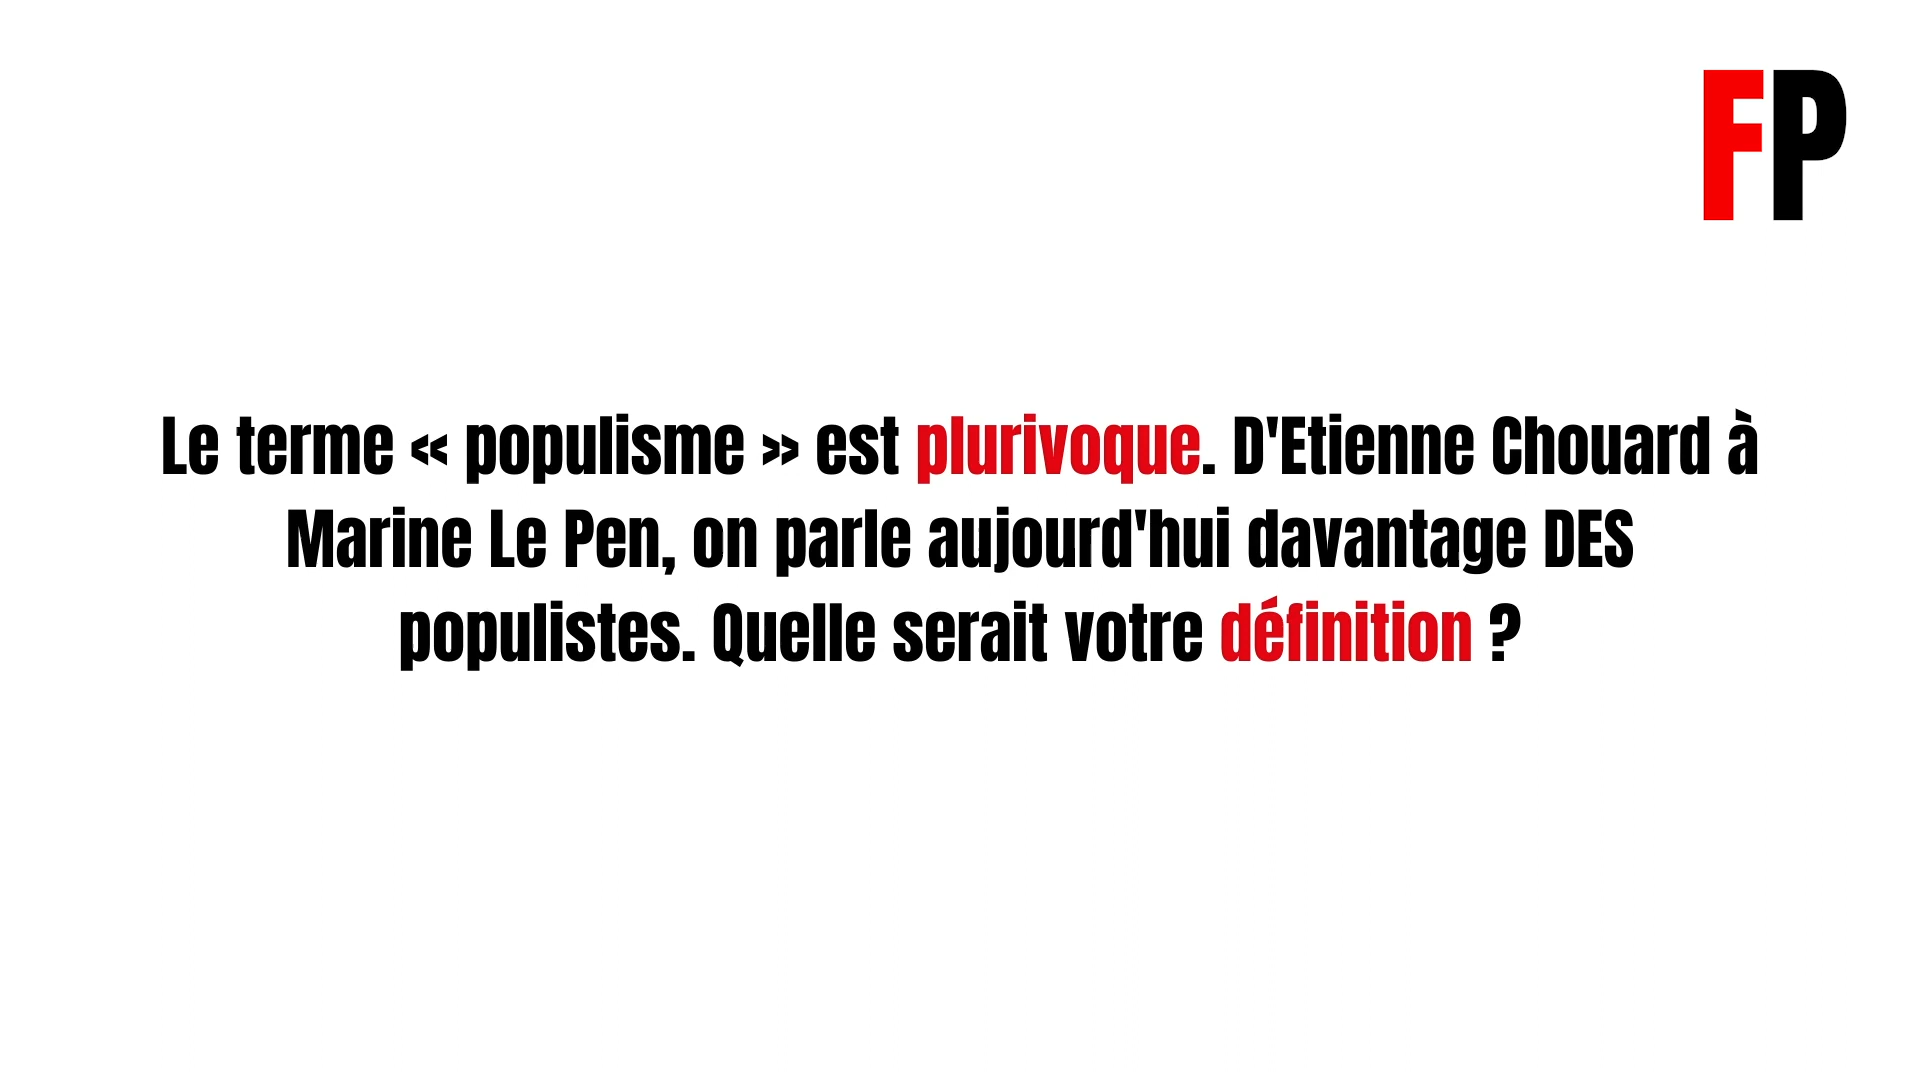 FP
Le terme « populisme » est plurivoque. D'Etienne Chouard à
Marine Le Pen, on parle aujourd'hui davantage DES
populistes. Quelle serait votre définition ?